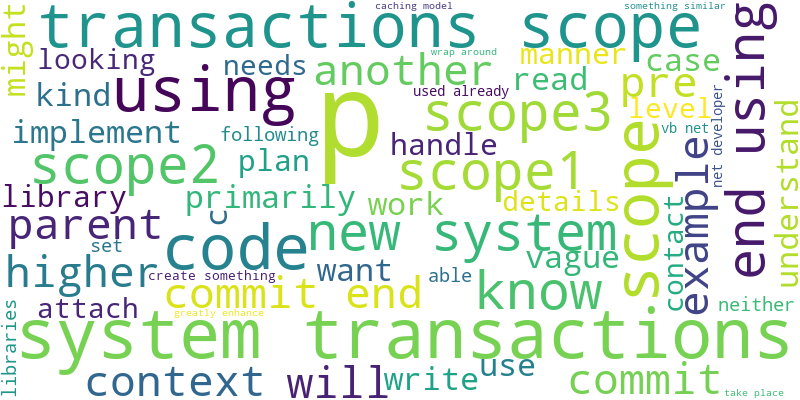 caching model
something similar
transactions scope
might
looking
wrap around
manner
needs
another
case
using
p
read
pre
kind
used already
level
scope3
end using
implement
following
handle
vb net
net developer
scope2
plan
scope1
scope
example
understand
library
primarily
work
details
parent
c
code
new system
vague
contact
set
higher
create something
want
able
know
neither
attach
commit end
libraries
greatly enhance
system transactions
context
will
write
use
commit
take place